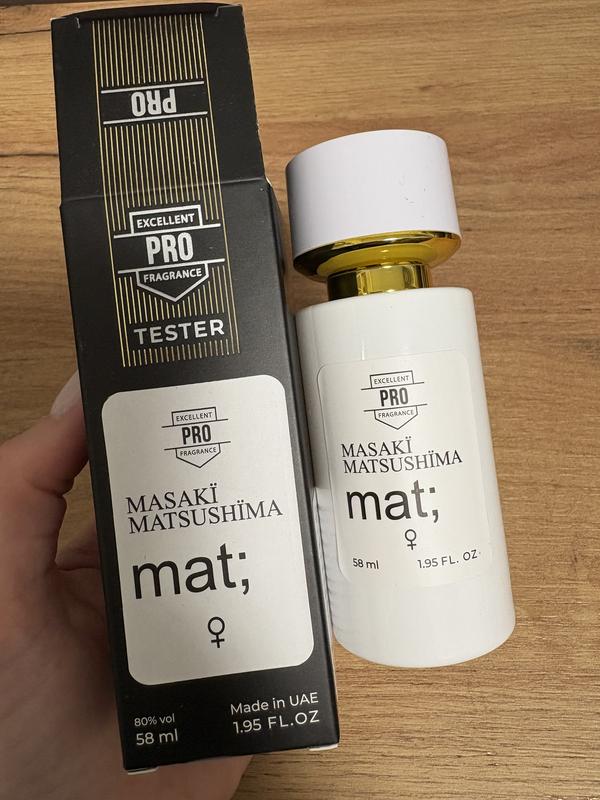 PRO
EXCELLENT
PRO
FRAGRANCE
TESTER
EXCELLENT
PRO
FRAGRANCE
MASAKÏ
MATSUSHÏMA
mat;
♀
80% vol
58 ml
Made in UAE
1.95 FL.OZ
EXCELLENT
PRO
FRAGRANCE
MASAKÏ
MATSUSHÏMA
mat;
♀
58 ml
1.95 FL. OZ